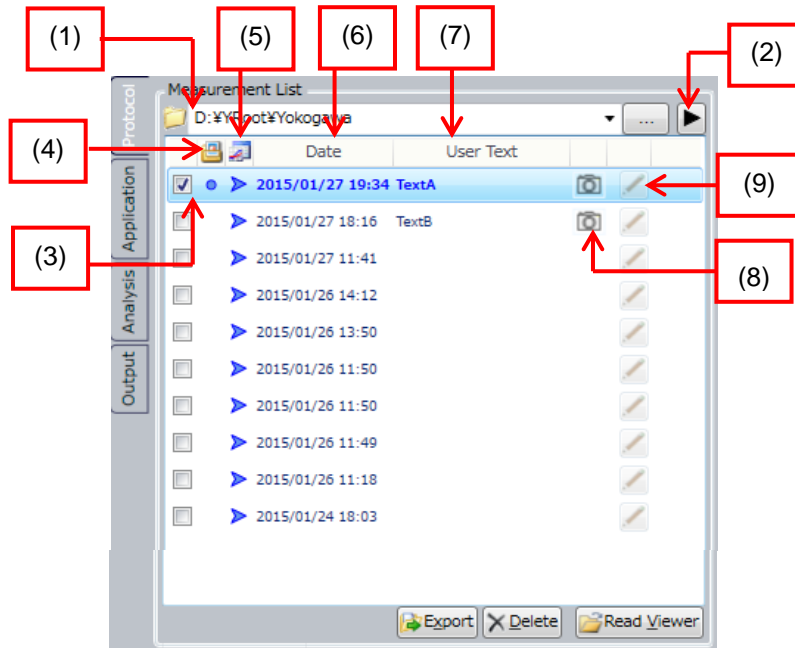 (1)
(5)
(6)
(7)
(2)
Measurement List
D:¥YRoot¥Yokogawa
...
(4)
Date
User Text
2015/01/27 19:34 TextA
(9)
2015/01/27 18:16 TextB
(3)
2015/01/27 11:41
(8)
2015/01/26 14:12
2015/01/26 13:50
2015/01/26 11:50
2015/01/26 11:50
2015/01/26 11:49
2015/01/26 11:18
2015/01/24 18:03
Protocol
Application
Analysis
Output
Export
Delete
Read Viewer